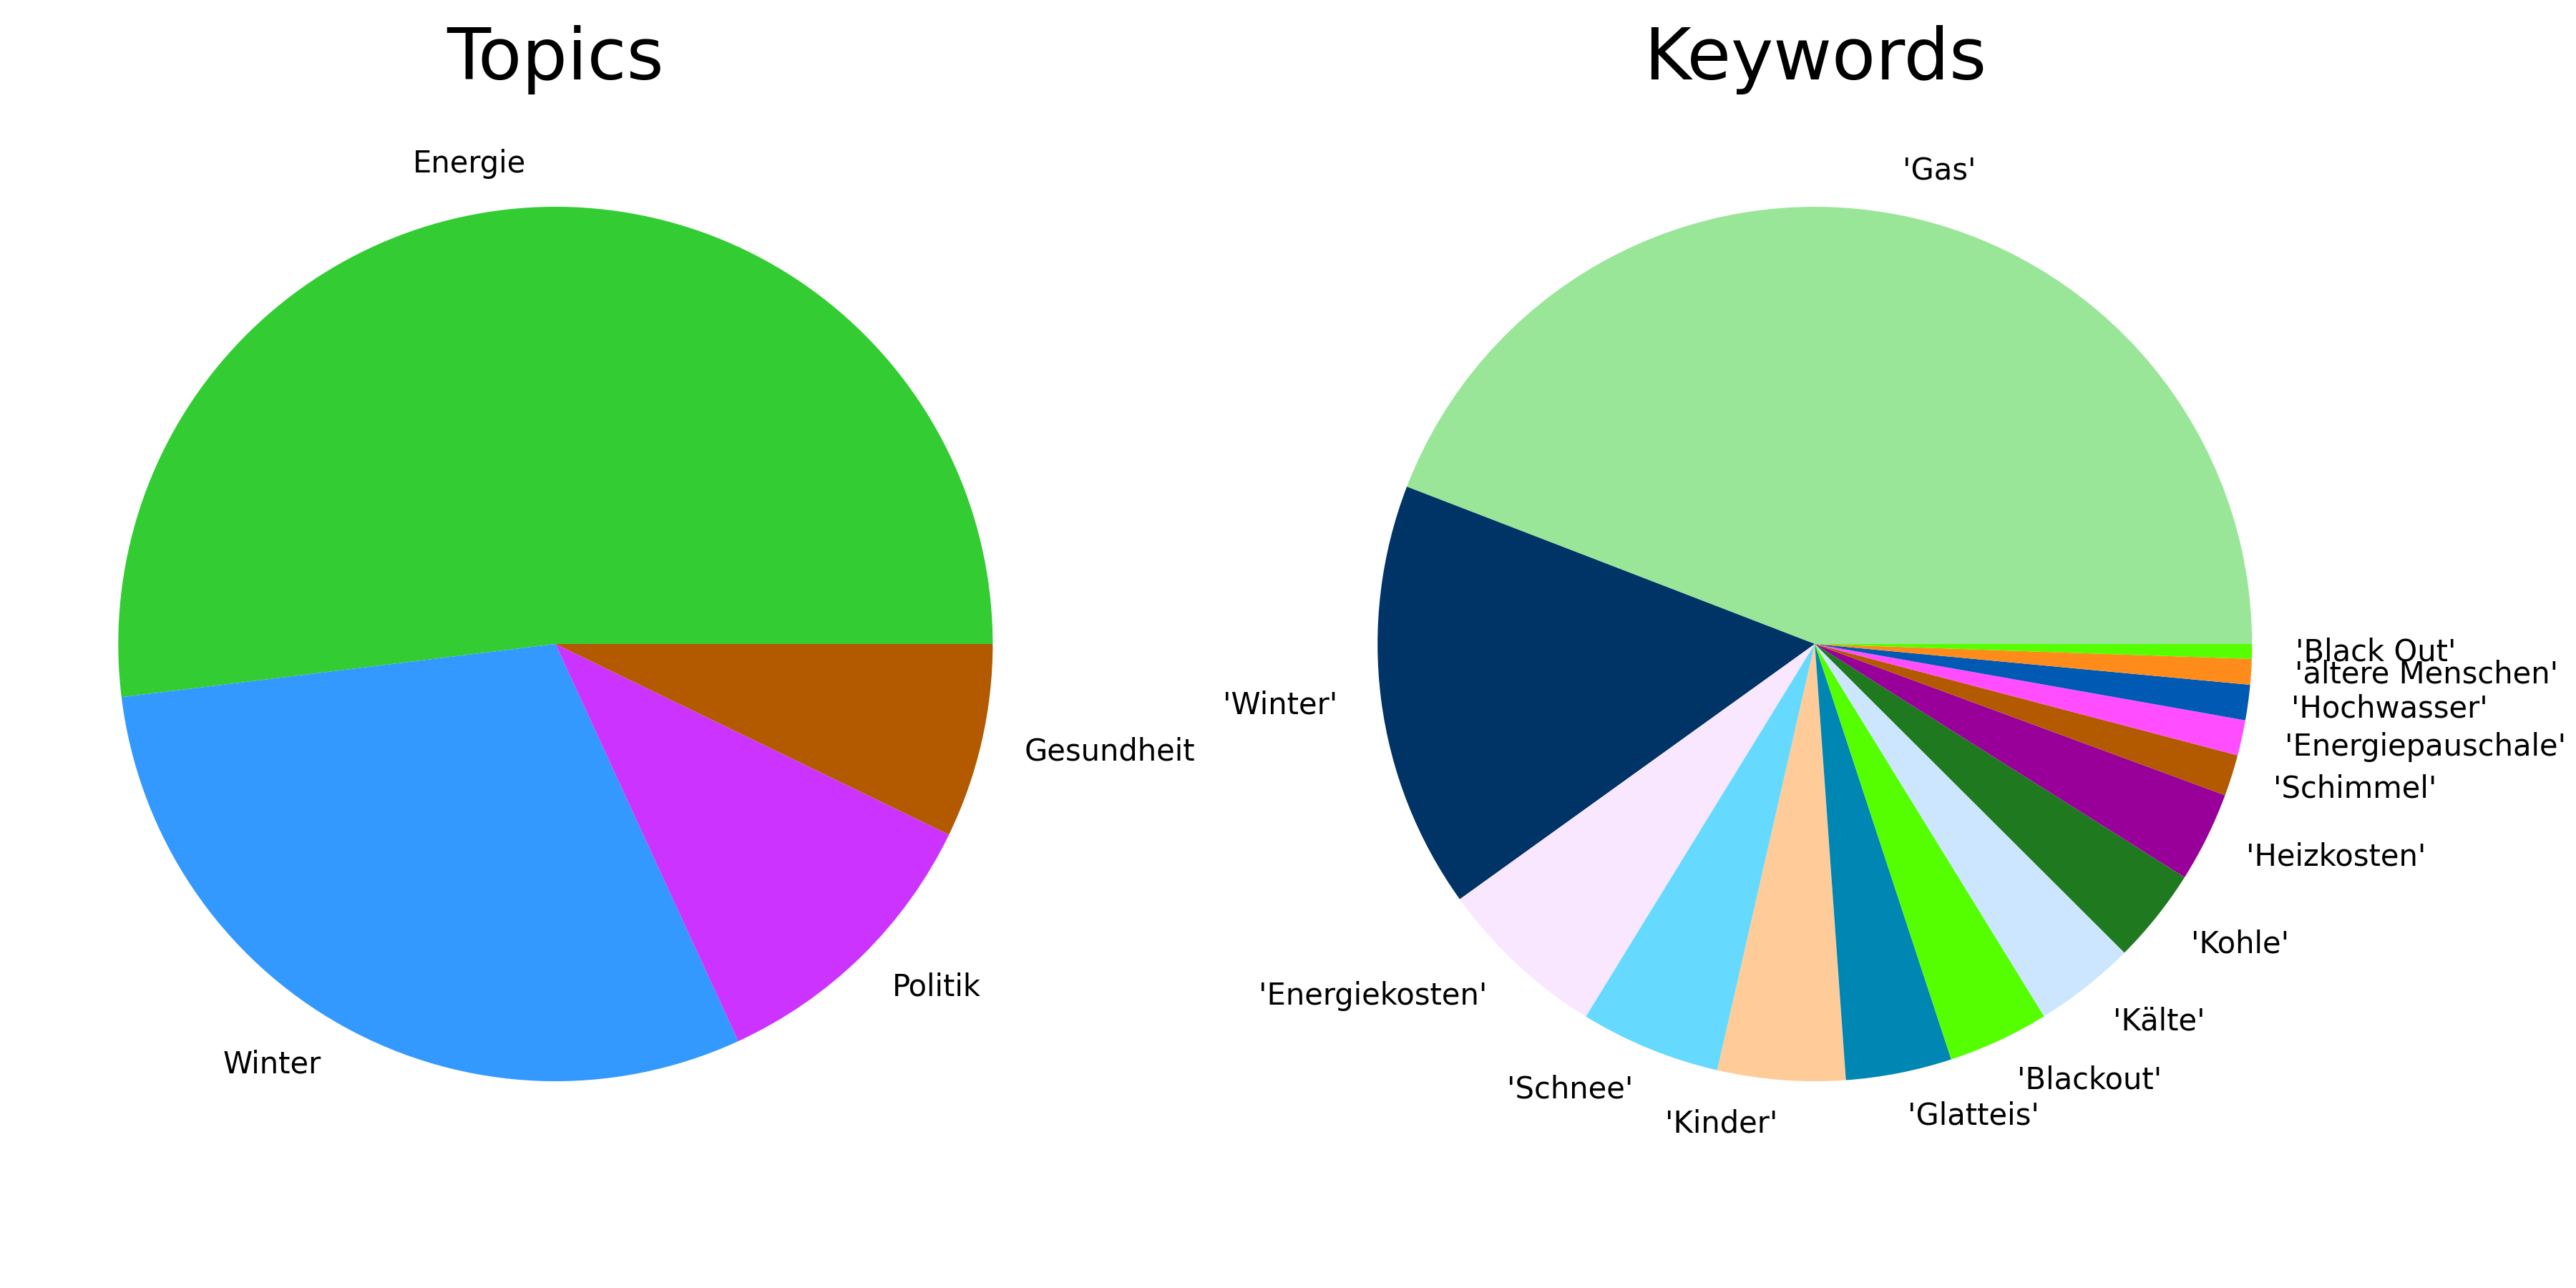 Topics
Energie
Winter
Politik
Gesundheit
Keywords
'Gas'
'Winter'
'Energiekosten'
'Schnee'
'Kinder'
'Glatteis'
'Blackout'
'Kälte'
'Kohle'
'Heizkosten'
'Schimmel'
'Energiepauschale'
'Hochwasser'
'ältere Menschen'
'Black Out'